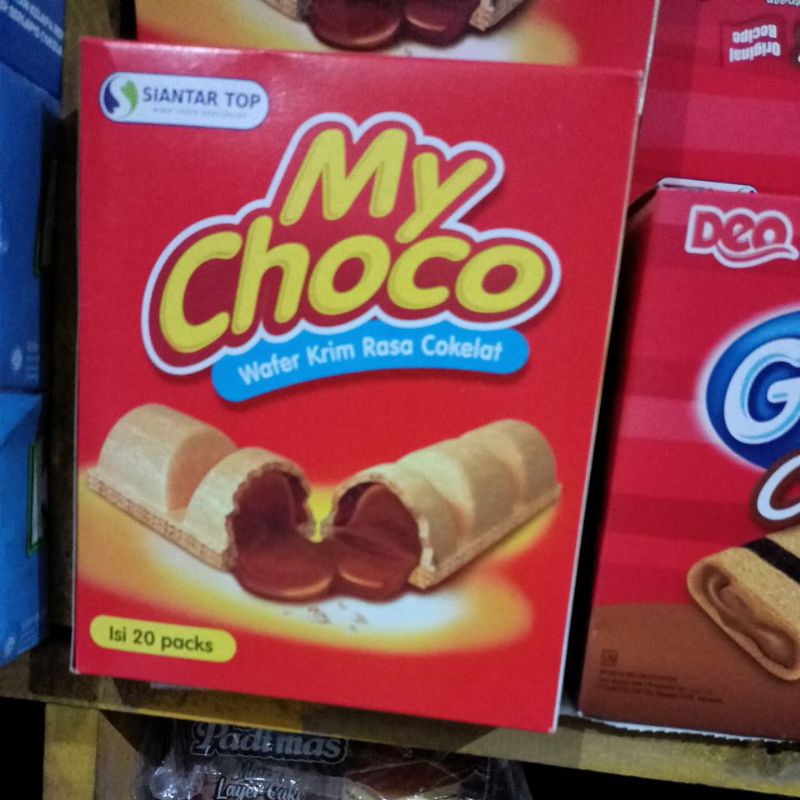 SIANTAR TOP
My
Choco
Wafer Krim Rasa Cokelat
Isi 20 packs
Original
Recipe
Deo
G
Padimas
Layer Cake